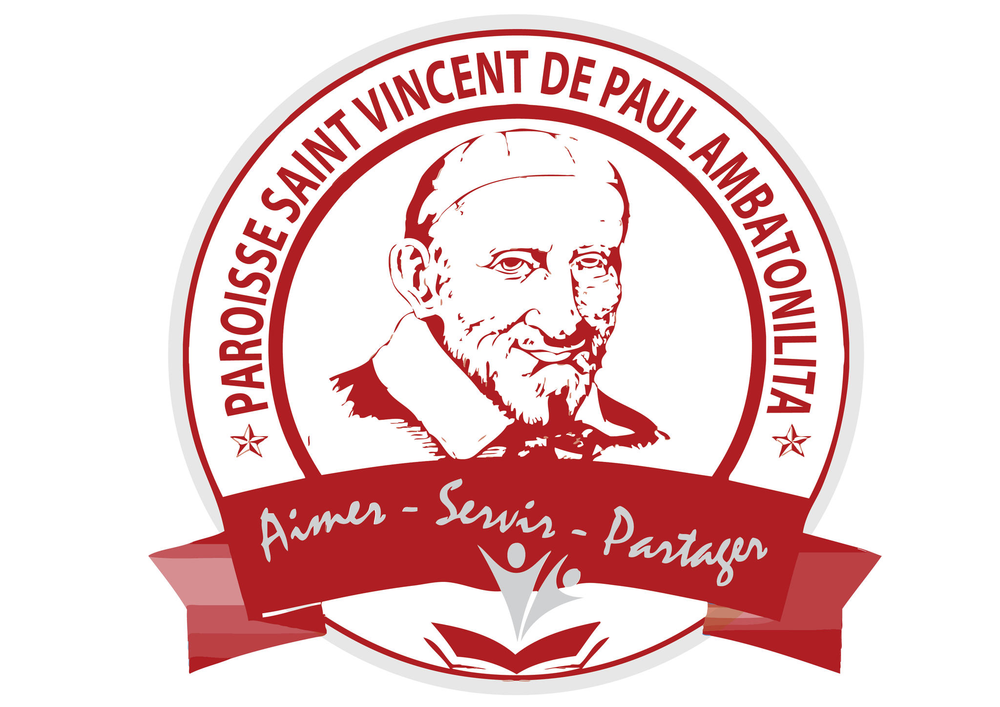 PAROISSE SAINT VINCENT DE PAUL AMBATONILITA
Aimer - Servir - Partager